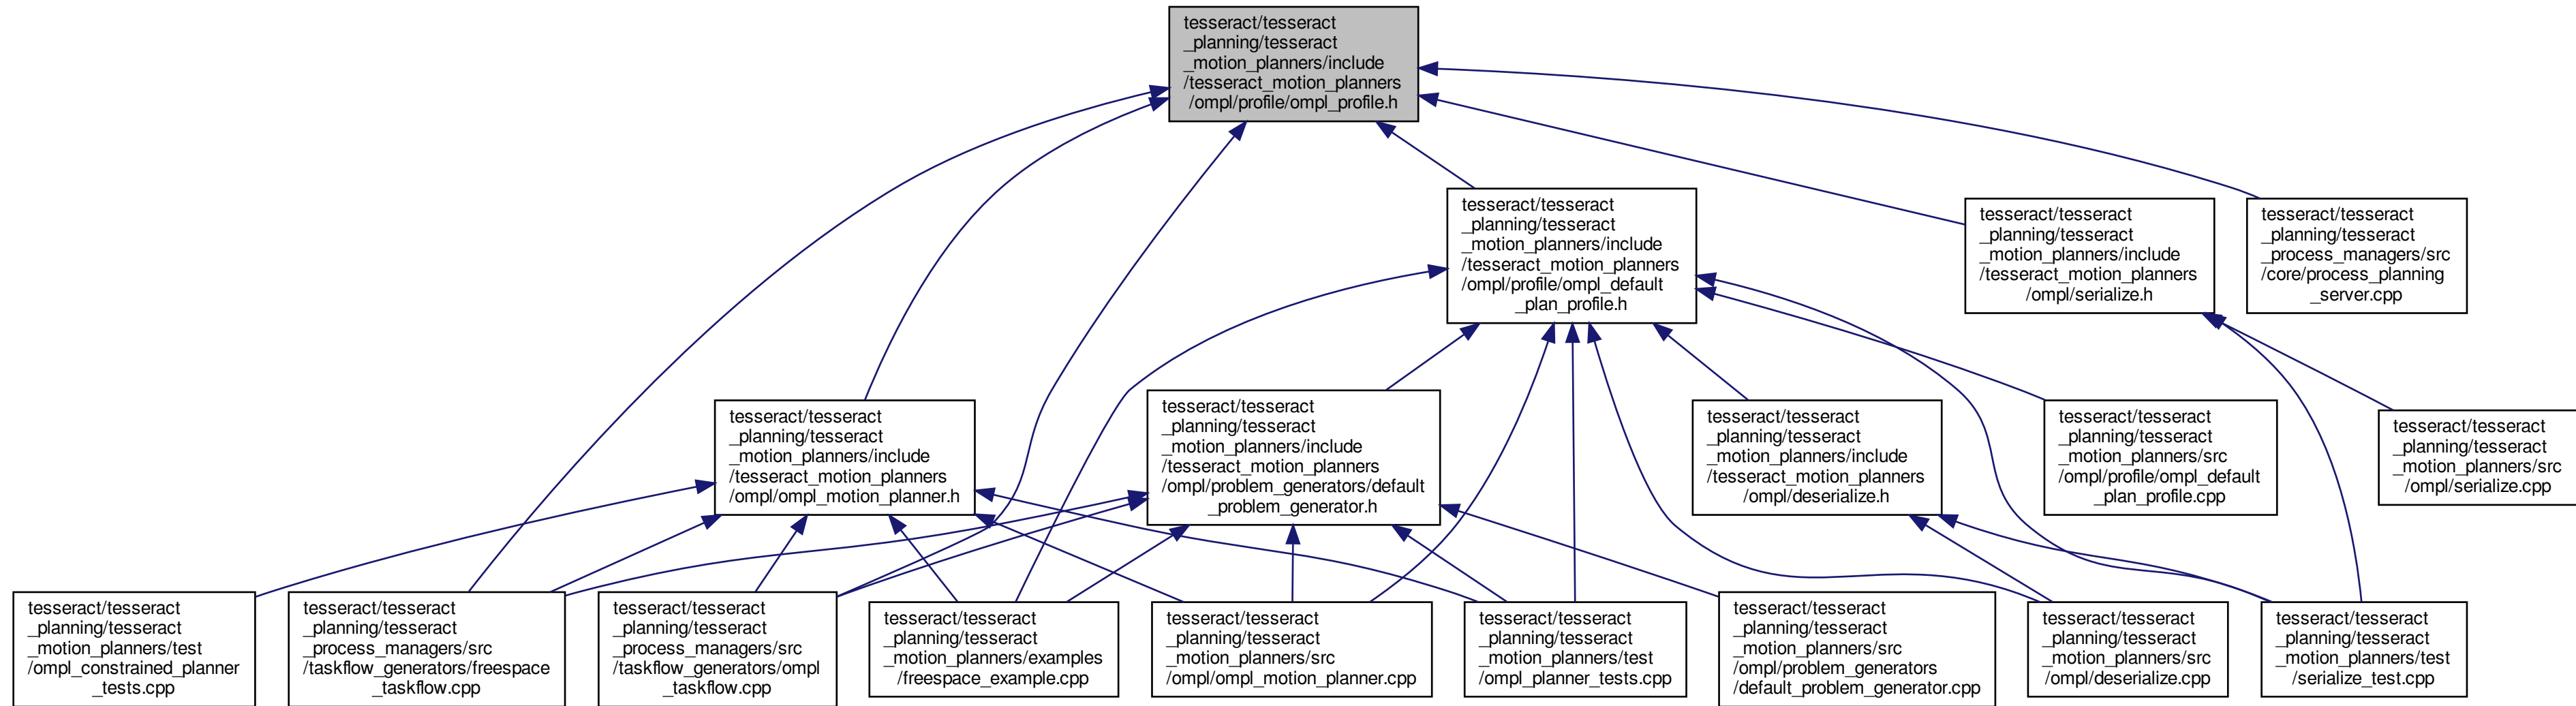 tesseract/tesseract
_planning/tesseract
_motion_planners/include
/tesseract_motion_planners
/ompl/profile/ompl_profile.h
tesseract/tesseract
_planning/tesseract
_motion_planners/include
/tesseract_motion_planners
/ompl/profile/ompl_default
_plan_profile.h
tesseract/tesseract
_planning/tesseract
_motion_planners/include
/tesseract_motion_planners
/ompl/serialize.h
tesseract/tesseract
_planning/tesseract
_process_managers/src
/core/process_planning
_server.cpp
tesseract/tesseract
_planning/tesseract
_motion_planners/include
/tesseract_motion_planners
/ompl/ompl_motion_planner.h
tesseract/tesseract
_planning/tesseract
_motion_planners/include
/tesseract_motion_planners
/ompl/problem_generators/default
_problem_generator.h
tesseract/tesseract
_planning/tesseract
_motion_planners/include
/tesseract_motion_planners
/ompl/deserialize.h
tesseract/tesseract
_planning/tesseract
_motion_planners/src
/ompl/profile/ompl_default
_plan_profile.cpp
tesseract/tesseract
_planning/tesseract
_motion_planners/src
/ompl/serialize.cpp
tesseract/tesseract
_planning/tesseract
_motion_planners/test
/ompl_constrained_planner
_tests.cpp
tesseract/tesseract
_planning/tesseract
_process_managers/src
/taskflow_generators/freespace
_taskflow.cpp
tesseract/tesseract
_planning/tesseract
_process_managers/src
/taskflow_generators/ompl
_taskflow.cpp
tesseract/tesseract
_planning/tesseract
_motion_planners/examples
/freespace_example.cpp
tesseract/tesseract
_planning/tesseract
_motion_planners/src
/ompl/ompl_motion_planner.cpp
tesseract/tesseract
_planning/tesseract
_motion_planners/test
/ompl_planner_tests.cpp
tesseract/tesseract
_planning/tesseract
_motion_planners/src
/ompl/problem_generators
/default_problem_generator.cpp
tesseract/tesseract
_planning/tesseract
_motion_planners/src
/ompl/deserialize.cpp
tesseract/tesseract
_planning/tesseract
_motion_planners/test
/serialize_test.cpp